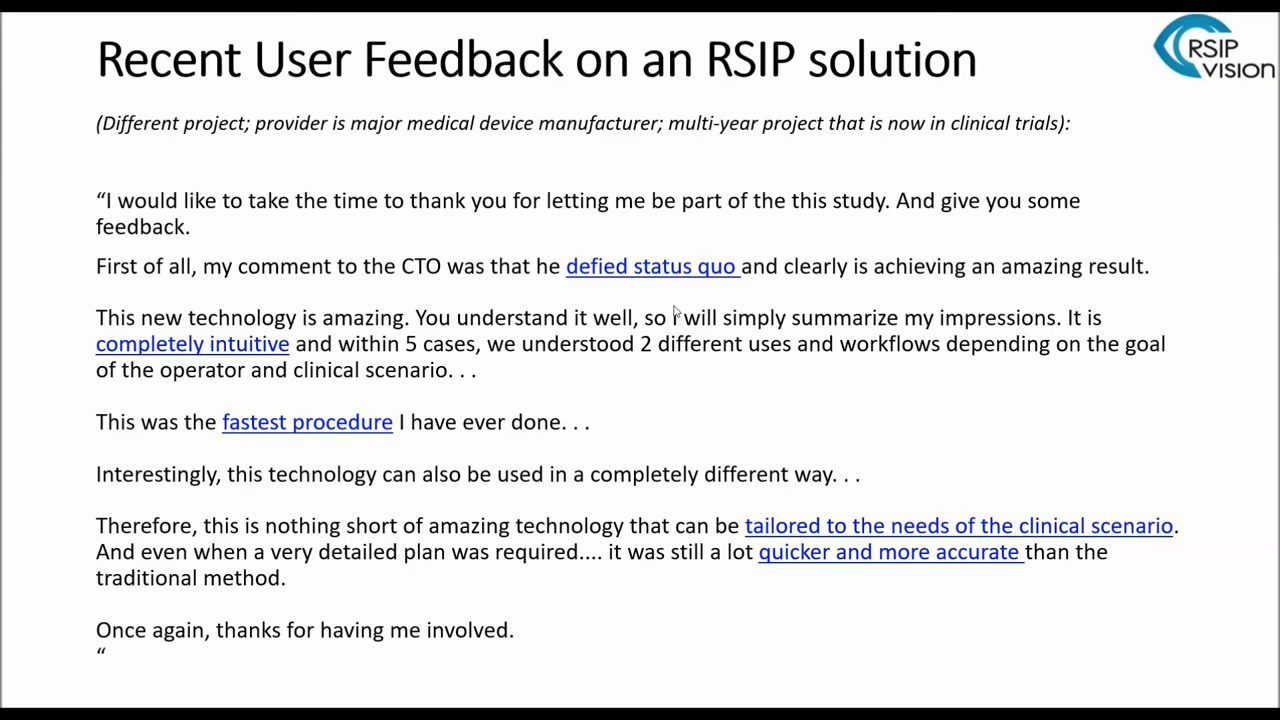 Recent User Feedback on an RSIP solution
RSIP
vision
(Different project; provider is major medical device manufacturer; multi-year project that is now in clinical trials):
“I would like to take the time to thank you for letting me be part of the this study. And give you some
feedback.
First of all, my comment to the CTO was that he defied status quo and clearly is achieving an amazing result.
This new technology is amazing. You understand it well, so i will simply summarize my impressions. It is
completely intuitive and within 5 cases, we understood 2 different uses and workflows depending on the goal
of the operator and clinical scenario. . .
This was the fastest procedure I have ever done. . .
Interestingly, this technology can also be used in a completely different way. . .
Therefore, this is nothing short of amazing technology that can be tailored to the needs of the clinical scenario.
And even when a very detailed plan was required.... it was still a lot quicker and more accurate than the
traditional method.
Once again, thanks for having me involved.
“